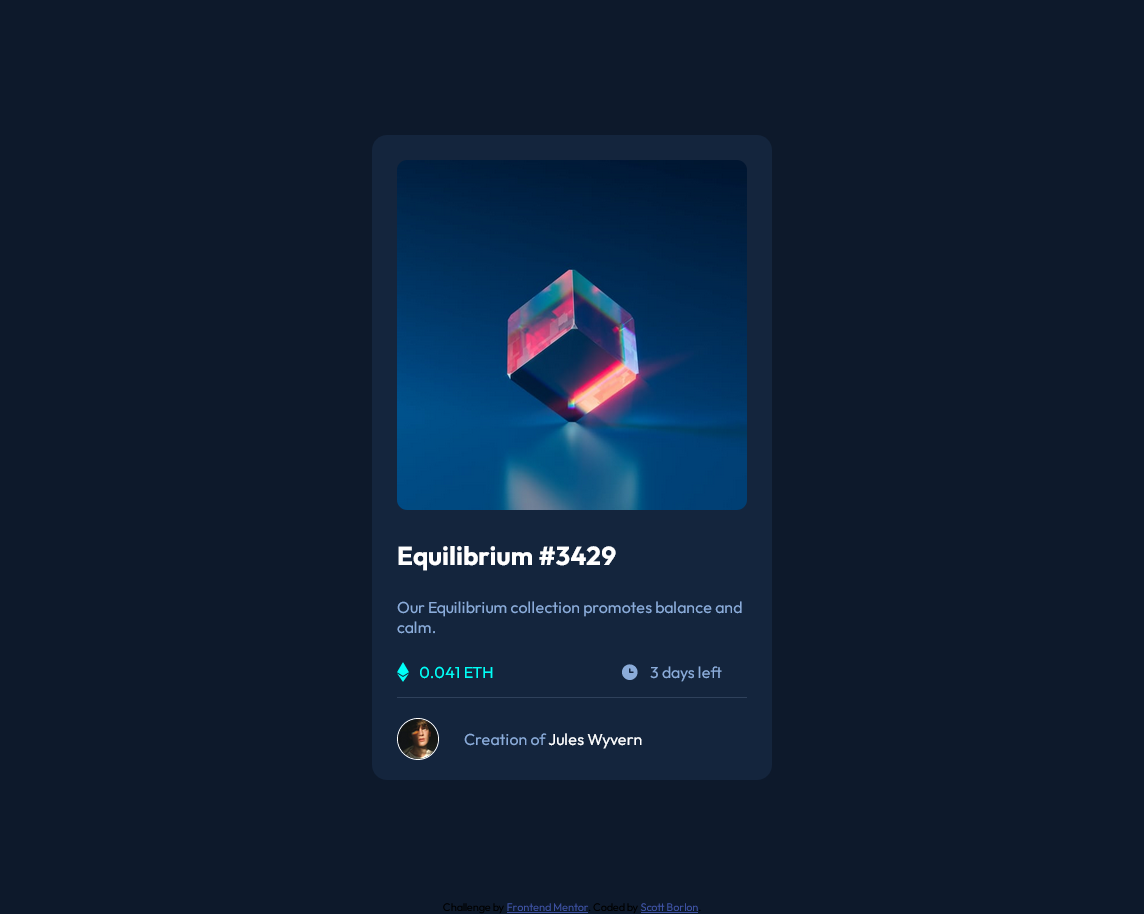 Equilibrium #3429
Our Equilibrium collection promotes balance and
calm.
0.041 ETH
3 days left
Creation of Jules Wyvern
Challenge by Frontend Mentor. Coded by Scott Borlon.